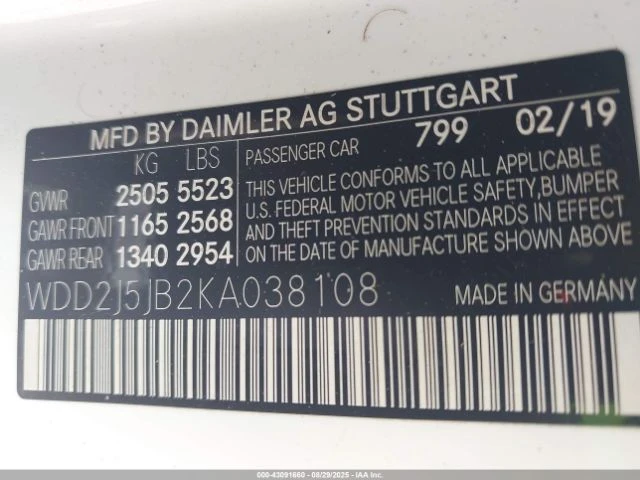 MFD BY DAIMLER AG STUTTGART
KG LBS
PASSENGER CAR 799 02/19
GVWR 2505 5523
GAWR FRONT 1165 2568
GAWR REAR 1340 2954
THIS VEHICLE CONFORMS TO ALL APPLICABLE
U.S. FEDERAL MOTOR VEHICLE SAFETY,BUMPER
AND THEFT PREVENTION STANDARDS IN EFFECT
ON THE DATE OF MANUFACTURE SHOWN ABOVE
WDD2J5JB2KA038108
MADE IN GERMANY
000-43091660 - 08/29/2025 - IAAI.COM